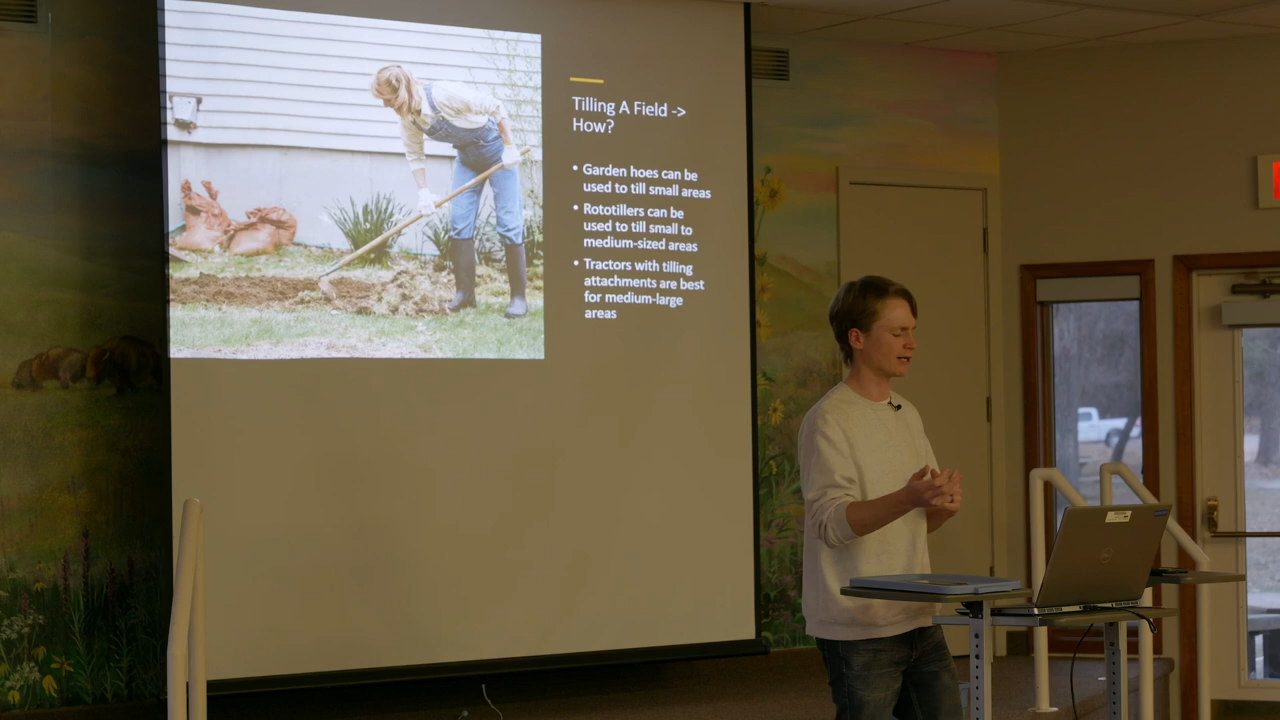 Tilling A Field ->
How?
• Garden hoes can be
used to till small areas
• Rototillers can be
used to till small to
medium-sized areas
• Tractors with tilling
attachments are best
for medium-large
areas